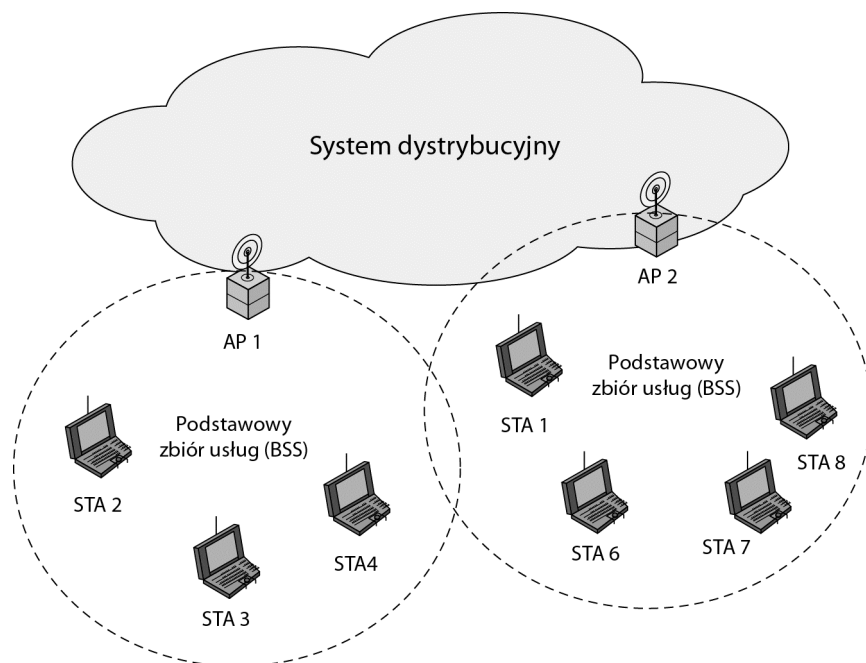 System dystrybucyjny
AP 1
AP 2
Podstawowy
zbiór usług (BSS)
STA 2
STA 3
STA4
Podstawowy
zbiór usług (BSS)
STA 1
STA 6
STA 7
STA 8